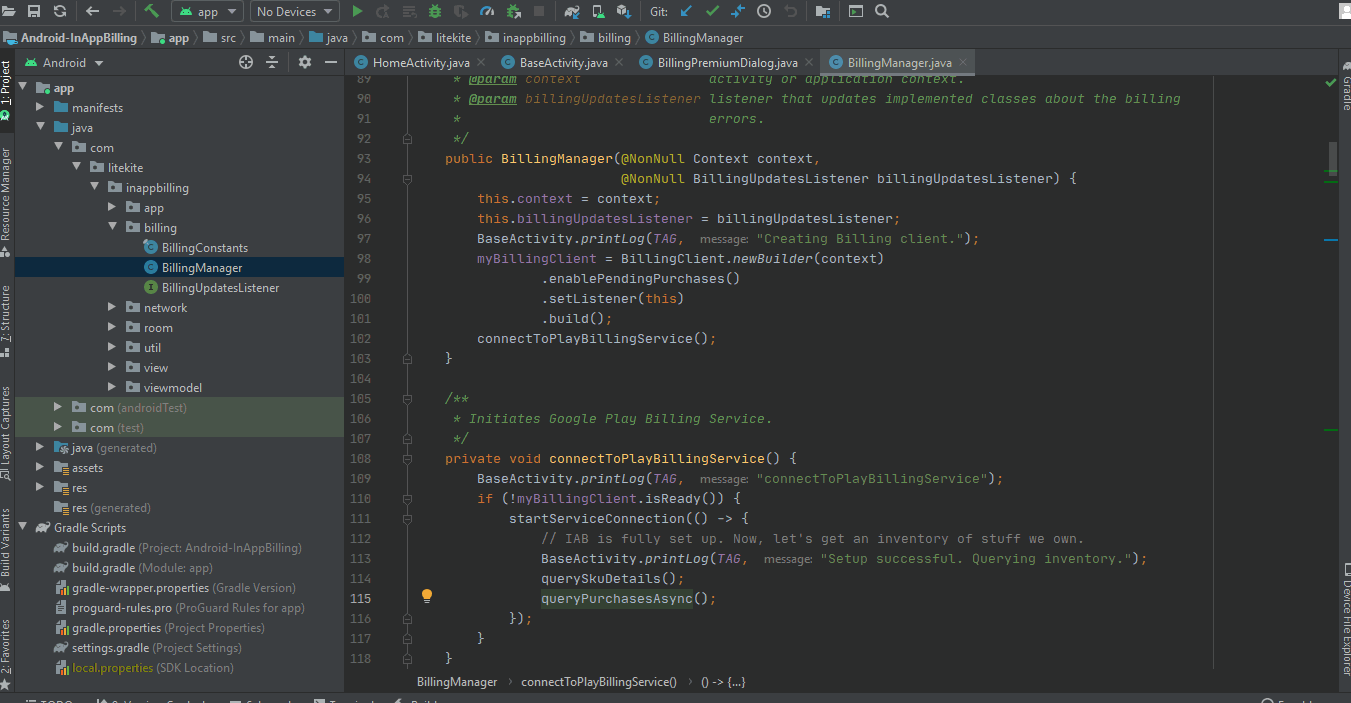 app
No Devices
Git:
Android-InAppBilling
app
src
main
java
com
litekite
inappbilling
billing
BillingManager
Android
HomeActivity.java
BaseActivity.java
BillingPremiumDialog.java
BillingManager.java
1: Project
Resource Manager
7: Structure
Layout Captures
Build Variants
2: Favorites
app
manifests
java
com
litekite
inappbilling
app
billing
BillingConstants
BillingManager
BillingUpdatesListener
network
room
util
view
viewmodel
com (androidTest)
com (test)
java (generated)
assets
res
res (generated)
Gradle Scripts
build.gradle (Project: Android-InAppBilling)
build.gradle (Module: app)
gradle-wrapper.properties (Gradle Version)
proguard-rules.pro (ProGuard Rules for app)
gradle.properties (Project Properties)
settings.gradle (Project Settings)
local.properties (SDK Location)
89 * @param context activity or application context.
90 * @param billingUpdatesListener listener that updates implemented classes about the billing
91 * errors.
92 */
93 public BillingManager(@NonNull Context context,
94 @NonNull BillingUpdatesListener billingUpdatesListener) {
95 this.context = context;
96 this.billingUpdatesListener = billingUpdatesListener;
97 BaseActivity.printLog(TAG, message: "Creating Billing client.");
98 myBillingClient = BillingClient.newBuilder(context)
99 .enablePendingPurchases()
100 .setListener(this)
101 .build();
102 connectToPlayBillingService();
103 }
104
105 /**
106 * Initiates Google Play Billing Service.
107 */
108 private void connectToPlayBillingService() {
109 BaseActivity.printLog(TAG, message: "connectToPlayBillingService");
110 if (!myBillingClient.isReady()) {
111 startServiceConnection(() -> {
112 // IAB is fully set up. Now, let's get an inventory of stuff we own.
113 BaseActivity.printLog(TAG, message: "Setup successful. Querying inventory.");
114 querySkuDetails();
115 queryPurchasesAsync();
116 });
117 }
118 }
BillingManager
connectToPlayBillingService()
() -> {...}
Gradle
Device File Explorer